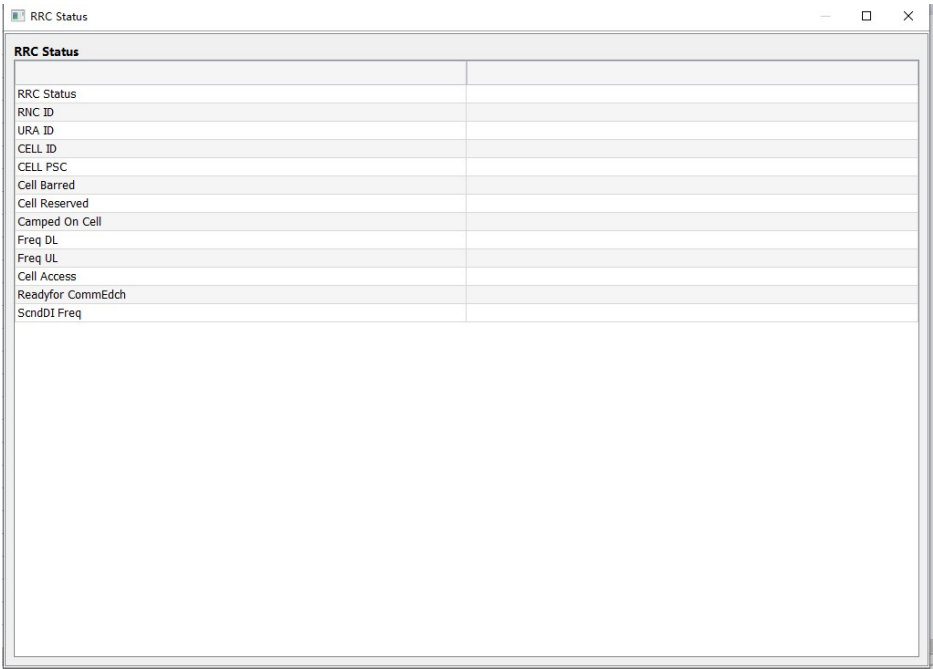 RRC Status
RRC Status
RRC Status
RNC ID
URA ID
CELL ID
CELL PSC
Cell Barred
Cell Reserved
Camped On Cell
Freq DL
Freq UL
Cell Access
Readyfor CommEdch
ScndDI Freq